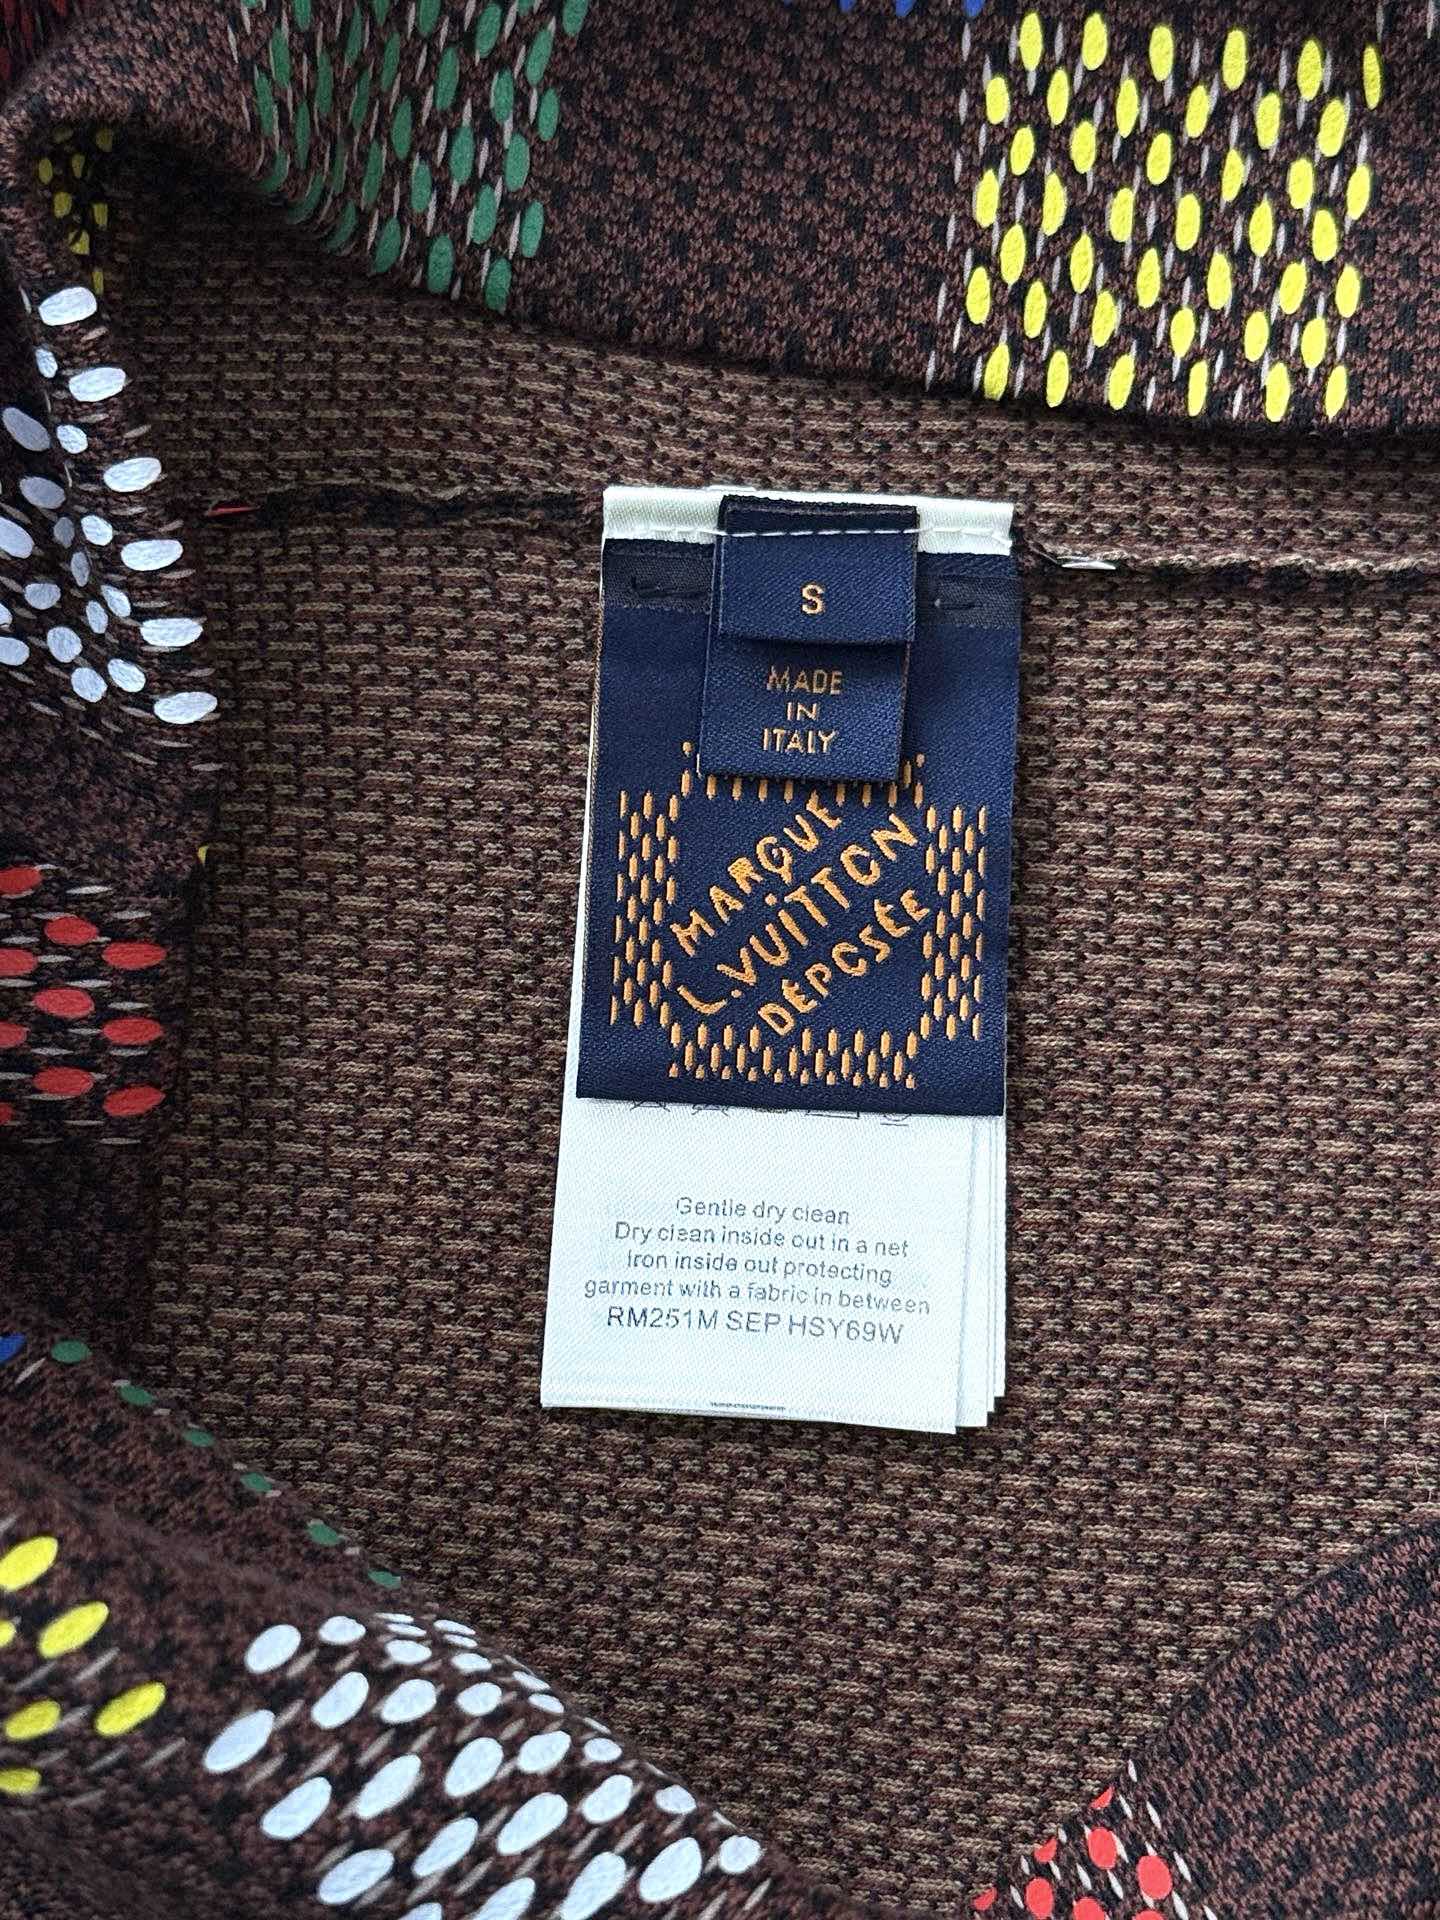 S
MADE
IN
ITALY
MARQUE
L.VUITTON
DÉPOSÉE
Gentle dry clean
Dry clean inside out in a net
Iron inside out protecting
garment with a fabric in between
RM251M SEP HSY69W